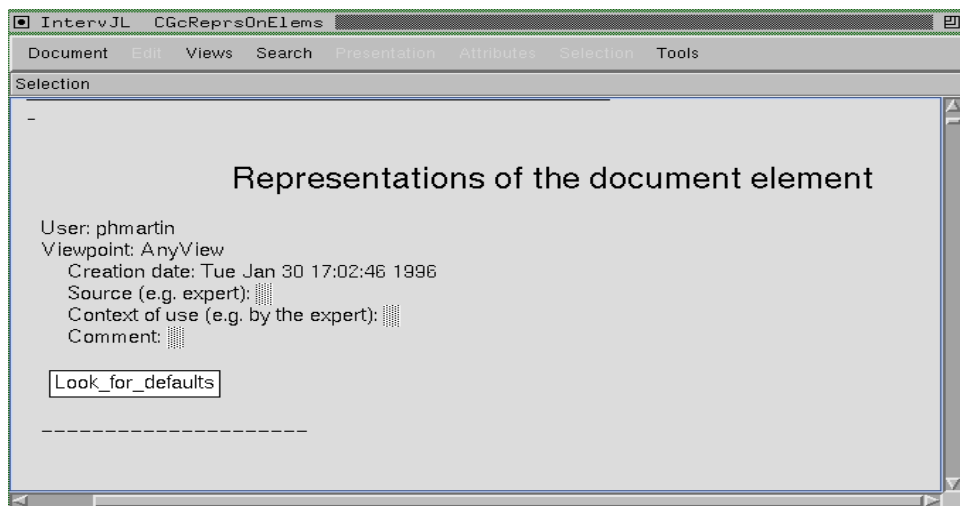 IntervJL CGcReprsOnElems
Document Edit Views Search Presentation Attributes Selection Tools
Selection
Representations of the document element
User: phmartin
Viewpoint: AnyView
Creation date: Tue Jan 30 17:02:46 1996
Source (e.g. expert):
Context of use (e.g. by the expert):
Comment:
Look_for_defaults